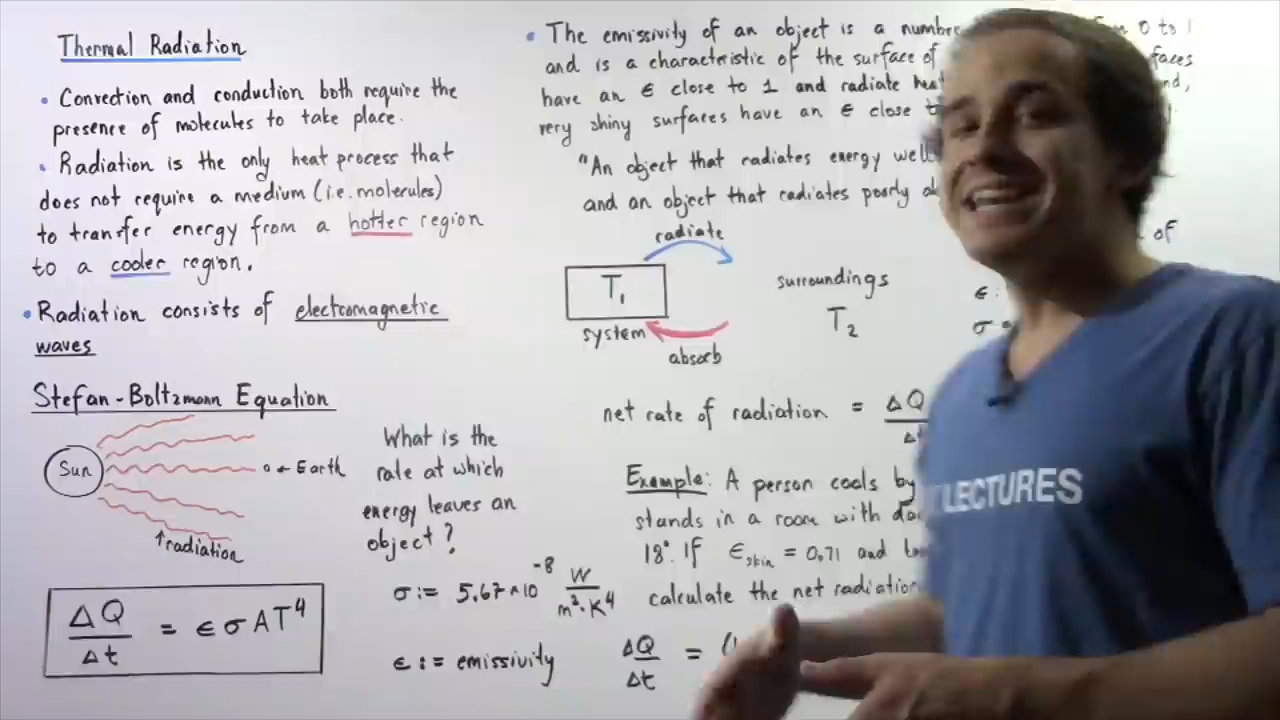 Thermal Radiation
• Convection and conduction both require the
presence of molecules to take place.
• Radiation is the only heat process that
does not require a medium (i.e. molecules)
to transfer energy from a hotter region
to a cooler region.
• Radiation consists of electromagnetic
waves
Stefan-Boltzmann Equation
Sun
Earth
radiation
What is the
rate at which
energy leaves an
object?
ΔQ/Δt = ϵσAT⁴
σ := 5.67×10⁻⁸ W/m²·K⁴
ϵ := emissivity
• The emissivity of an object is a 0 to 1
and is a characteristic of the surface of
have an ϵ close to 1 and radiate
very shiny surfaces have an ϵ close
"An object that radiates energy well
and an object that radiates poorly
radiate
T₁
system
absorb
surroundings
T₂
of
ϵ:
σ =
net rate of radiation = ΔQ
Example: A person cools by
stands in a room with
18°. If ϵskin = 0.71 and
calculate the net radiation
ΔQ/Δt = (
LECTURES